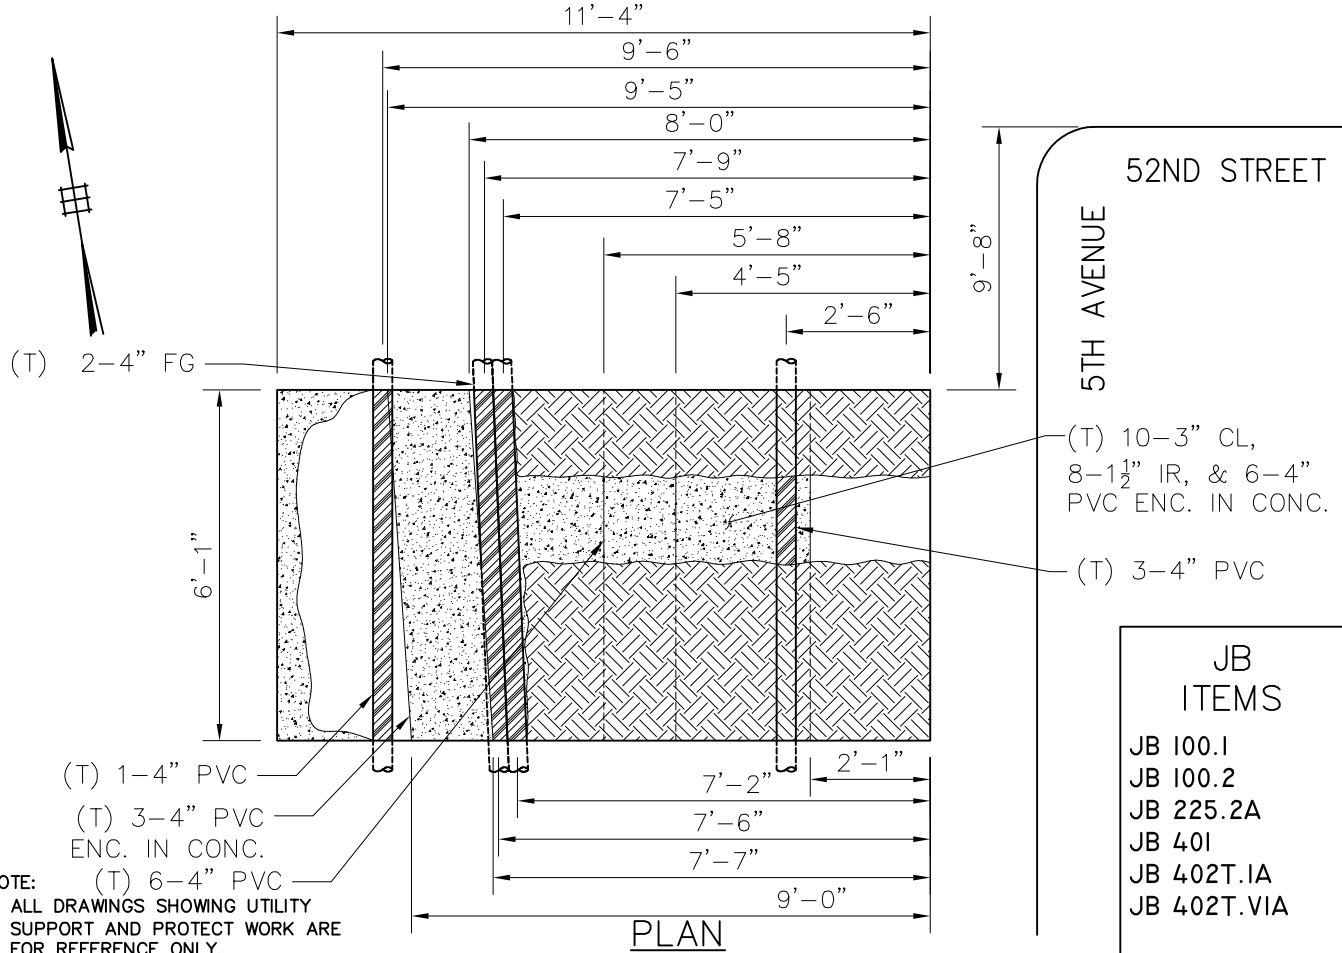 11'-4"
9'-6"
9'-5"
8'-0"
7'-9"
7'-5"
5'-8"
4'-5"
2'-6"
9'-8"
52ND STREET
5TH AVENUE
(T) 2-4" FG
(T) 10-3" CL,
8-1½" IR, & 6-4"
PVC ENC. IN CONC.
(T) 3-4" PVC
6'-1"
JB
ITEMS
JB 100.1
JB 100.2
JB 225.2A
JB 401
JB 402T.1A
JB 402T.V1A
(T) 1-4" PVC
(T) 3-4" PVC
ENC. IN CONC.
(T) 6-4" PVC
2'-1"
7'-2"
7'-6"
7'-7"
9'-0"
PLAN
OTE:
ALL DRAWINGS SHOWING UTILITY
SUPPORT AND PROTECT WORK ARE
FOR REFERENCE ONLY